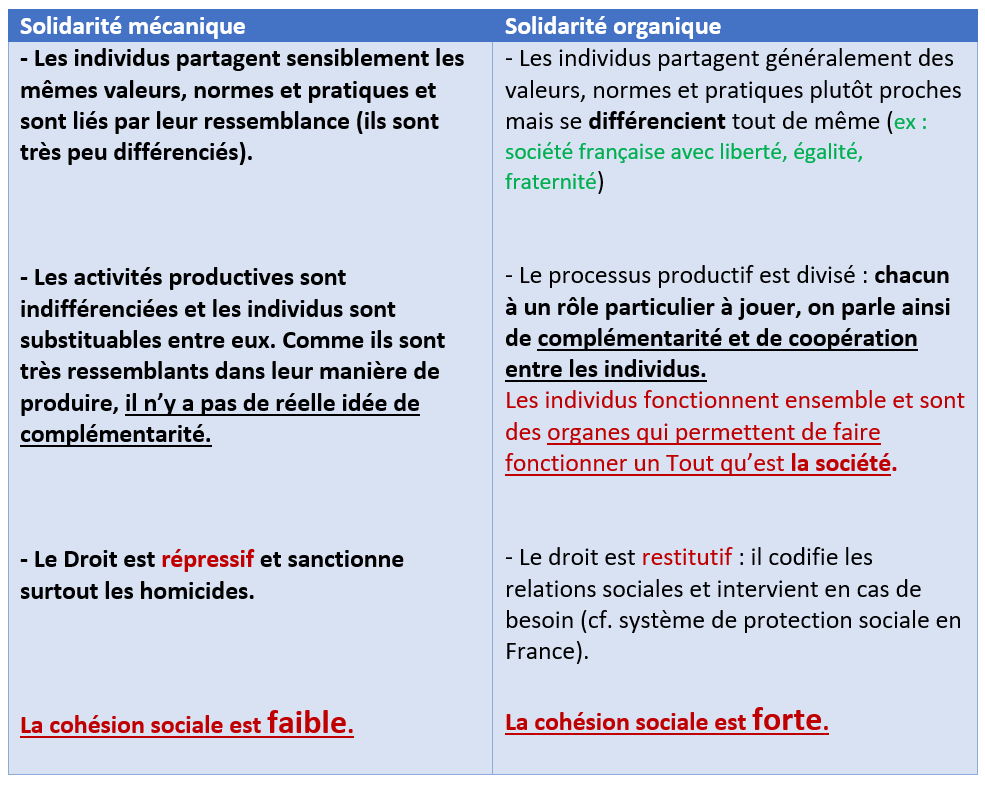 Solidarité mécanique
- Les individus partagent sensiblement les
mêmes valeurs, normes et pratiques et
sont liés par leur ressemblance (ils sont
très peu différenciés).
- Les activités productives sont
indifférenciées et les individus sont
substituables entre eux. Comme ils sont
très ressemblants dans leur manière de
produire, il n’y a pas de réelle idée de
complémentarité.
- Le Droit est répressif et sanctionne
surtout les homicides.
La cohésion sociale est faible.
Solidarité organique
- Les individus partagent généralement des
valeurs, normes et pratiques plutôt proches
mais se différencient tout de même (ex :
société française avec liberté, égalité,
fraternité)
- Le processus productif est divisé : chacun
à un rôle particulier à jouer, on parle ainsi
de complémentarité et de coopération
entre les individus.
Les individus fonctionnent ensemble et sont
des organes qui permettent de faire
fonctionner un Tout qu’est la société.
- Le droit est restitutif : il codifie les
relations sociales et intervient en cas de
besoin (cf. système de protection sociale en
France).
La cohésion sociale est forte.